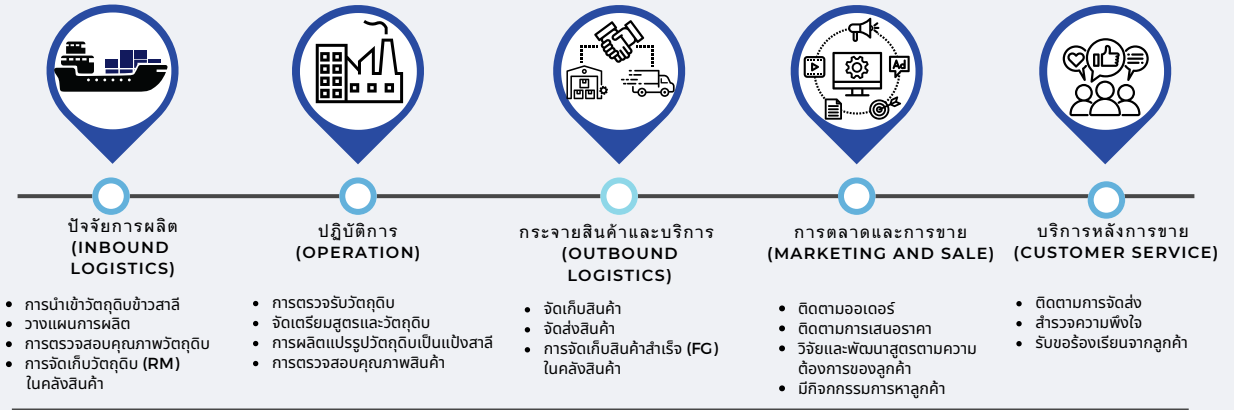 Ad
ปัจจัยการผลิต
(INBOUND
LOGISTICS)
• การนำเข้าวัตถุดิบข้าวสาลี
• วางแผนการผลิต
• การตรวจสอบคุณภาพวัตถุดิบ
• การจัดเก็บวัตถุดิบ (RM)
ในคลังสินค้า
ปฏิบัติการ
(OPERATION)
• การตรวจรับวัตถุดิบ
• จัดเตรียมสูตรและวัตถุดิบ
• การผลิตแปรรูปวัตถุดิบเป็นแป้งสาลี
• การตรวจสอบคุณภาพสินค้า
กระจายสินค้าและบริการ
(OUTBOUND
LOGISTICS)
• จัดเก็บสินค้า
• จัดส่งสินค้า
• การจัดเก็บสินค้าสำเร็จ (FG)
ในคลังสินค้า
การตลาดและการขาย
(MARKETING AND SALE)
• ติดตามออเดอร์
• ติดตามการเสนอราคา
• วิจัยและพัฒนาสูตรตามความ
ต้องการของลูกค้า
• มีกิจกกรรมการหาลูกค้า
บริการหลังการขาย
(CUSTOMER SERVICE)
• ติดตามการจัดส่ง
• สำรวจความพึงใจ
• รับขอร้องเรียนจากลูกค้า